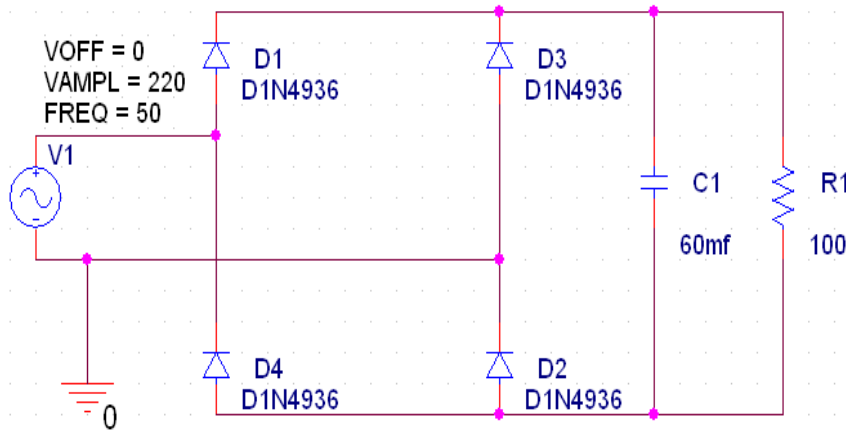 VOFF = 0
VAMPL = 220
FREQ = 50
V1
D1
D1N4936
D3
D1N4936
C1
60mf
R1
100
D4
D1N4936
D2
D1N4936
0